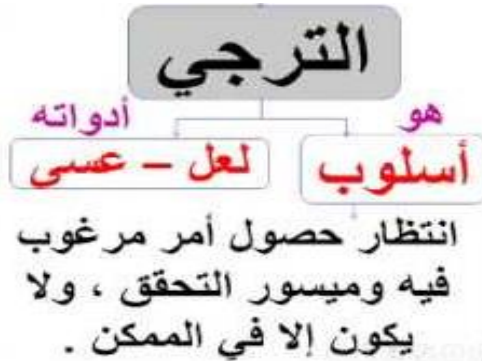 الترجي
هو
أدواته
أسلوب
لعل – عسى
انتظار حصول أمر مرغوب
فيه وميسور التحقق ، ولا
يكون إلا في الممكن .